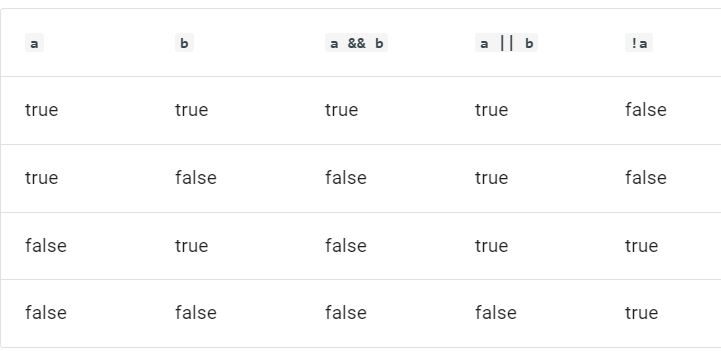 a b a && b a || b !a
true true true true false
true false false true false
false true false true true
false false false false true